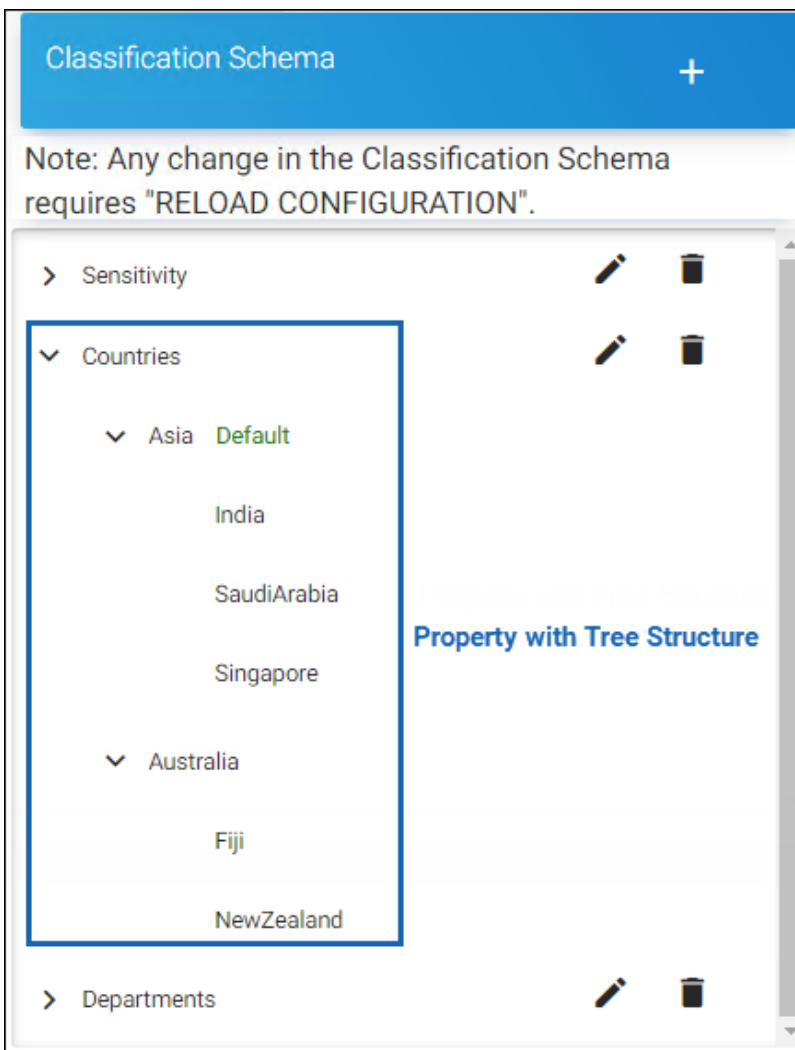 Classification Schema
Note: Any change in the Classification Schema
requires "RELOAD CONFIGURATION".
Sensitivity
Countries
Asia Default
India
SaudiArabia
Property with Tree Structure
Singapore
Australia
Fiji
NewZealand
Departments